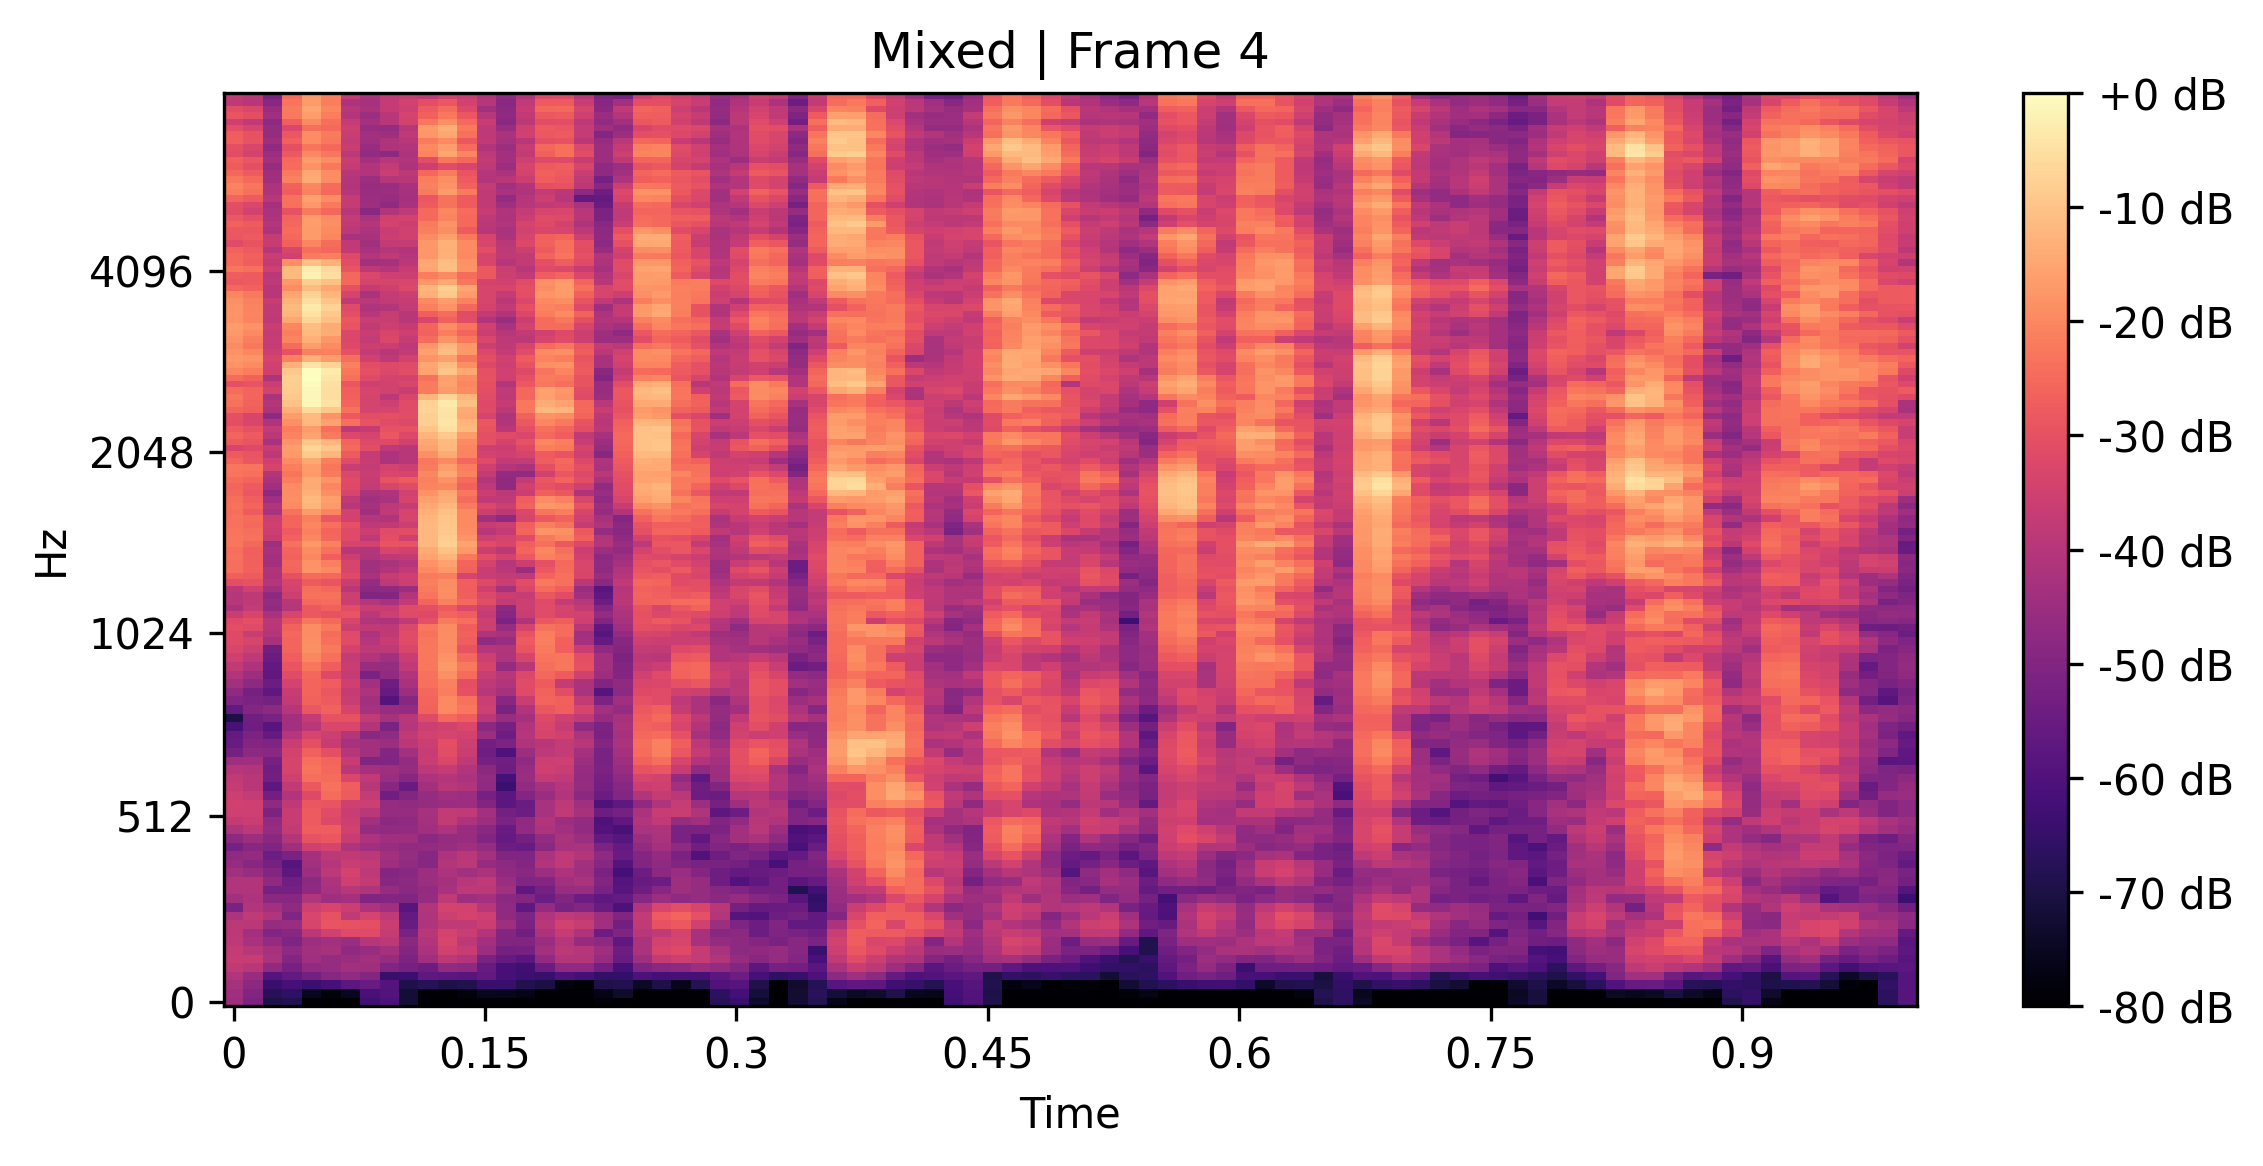 Mixed | Frame 4
+0 dB
-10 dB
-20 dB
-30 dB
-40 dB
-50 dB
-60 dB
-70 dB
-80 dB
Hz
4096
2048
1024
512
0
0 0.15 0.3 0.45 0.6 0.75 0.9
Time